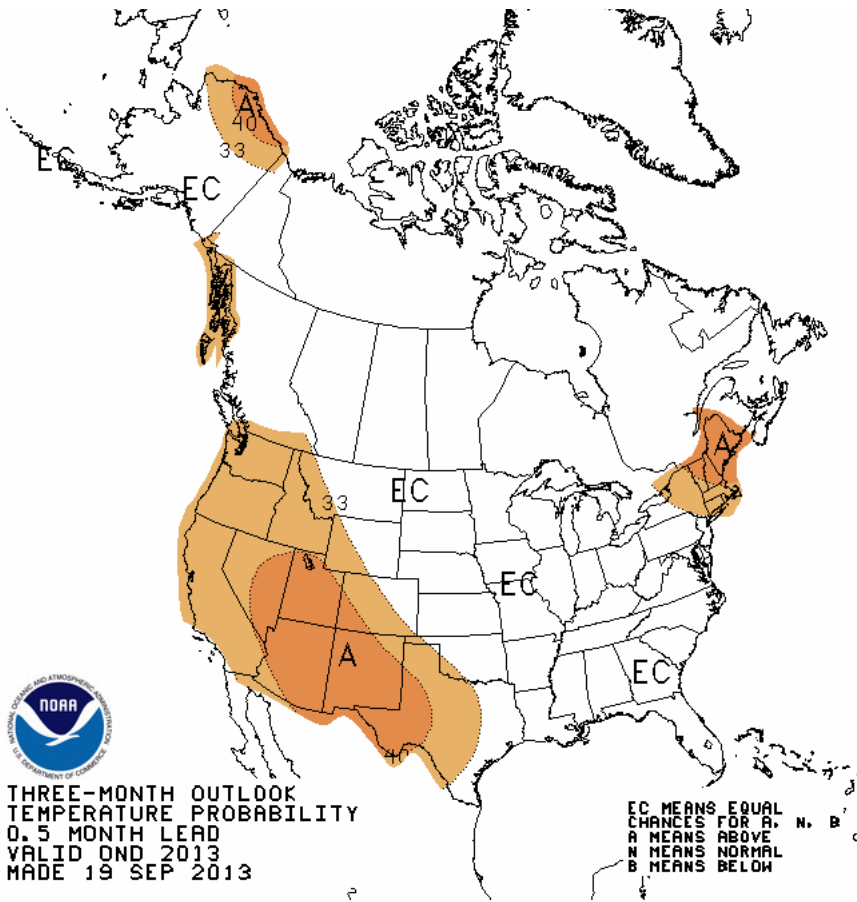 A
40
33
EC
EC
A
33
EC
EC
A
EC
40
NOAA
NATIONAL OCEANIC AND ATMOSPHERIC ADMINISTRATION
U.S. DEPARTMENT OF COMMERCE
THREE-MONTH OUTLOOK
TEMPERATURE PROBABILITY
0.5 MONTH LEAD
VALID OND 2013
MADE 19 SEP 2013
EC MEANS EQUAL
CHANCES FOR A, N, B
A MEANS ABOVE
N MEANS NORMAL
B MEANS BELOW